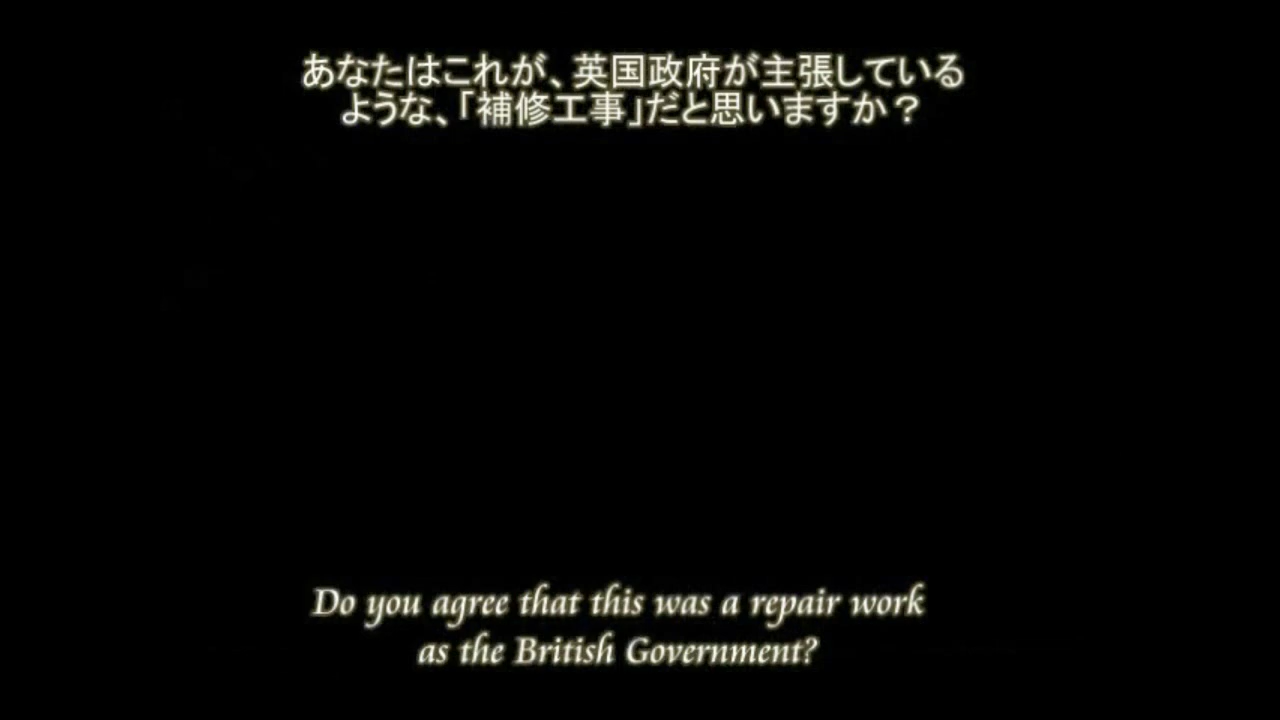 あなたはこれが、英国政府が主張している
ような、「補修工事」だと思いますか？
Do you agree that this was a repair work
as the British Government?